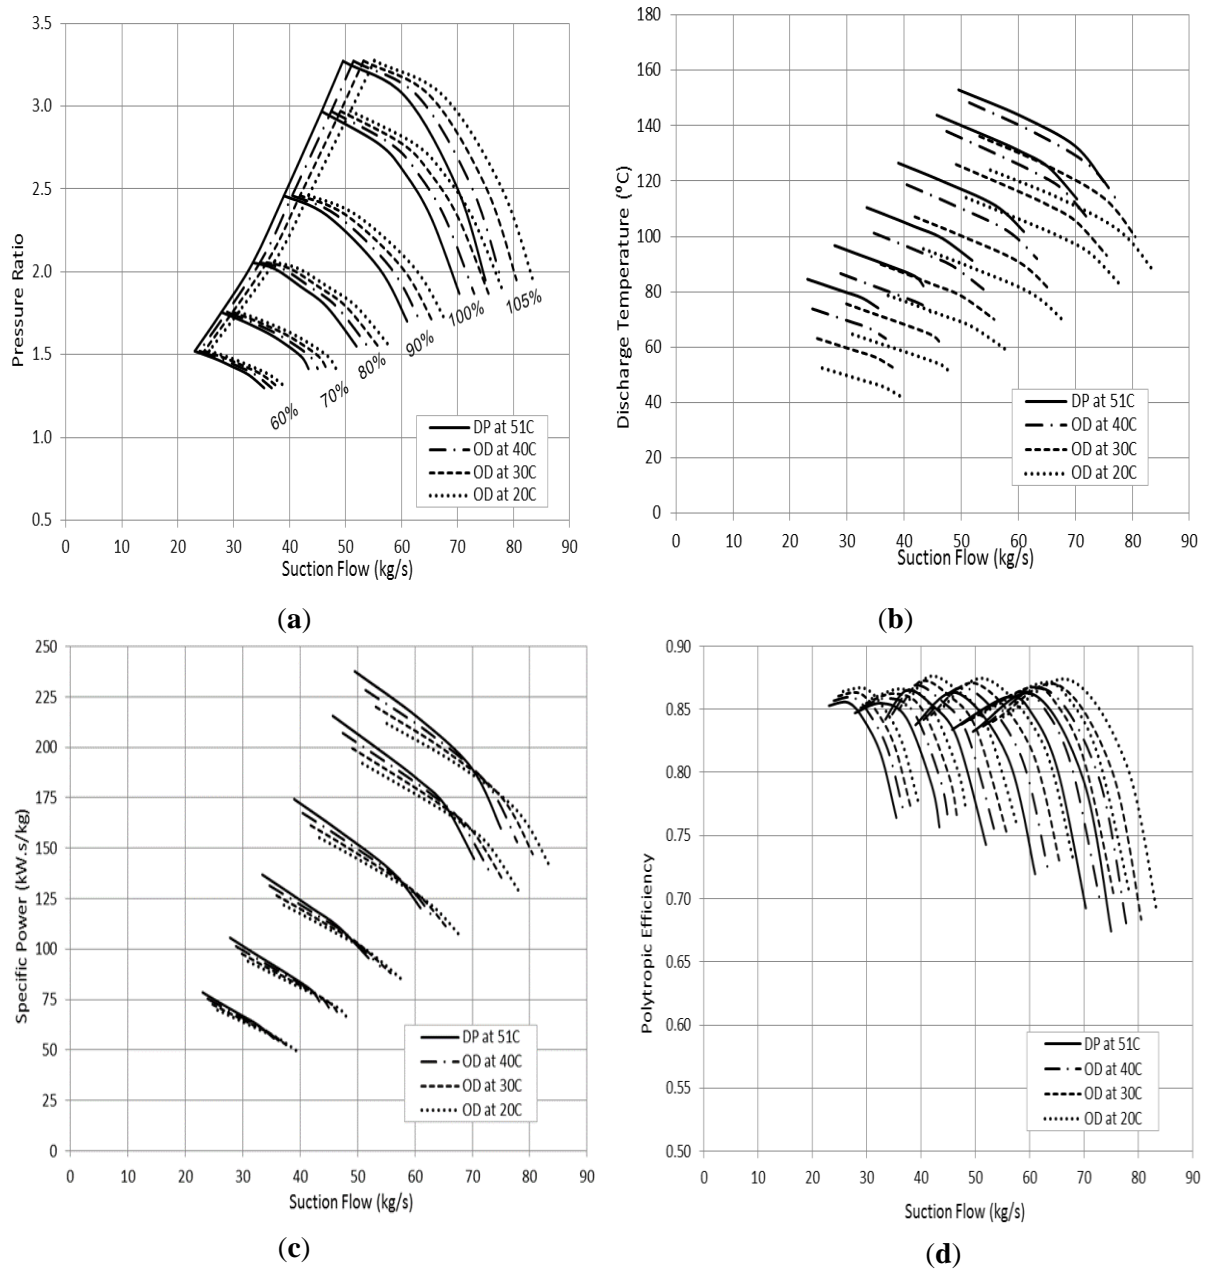 3.5
3.0
2.5
2.0
1.5
1.0
0.5
Pressure Ratio
0 10 20 30 40 50 60 70 80 90
Suction Flow (kg/s)
60%
70%
80%
90%
100%
105%
DP at 51C
OD at 40C
OD at 30C
OD at 20C
(a)
180
160
140
120
100
80
60
40
20
0
Discharge Temperature (°C)
0 10 20 30 40 50 60 70 80 90
Suction Flow (kg/s)
DP at 51C
OD at 40C
OD at 30C
OD at 20C
(b)
250
225
200
175
150
125
100
75
50
25
0
Specific Power (kW.s/kg)
0 10 20 30 40 50 60 70 80 90
Suction Flow (kg/s)
DP at 51C
OD at 40C
OD at 30C
OD at 20C
(c)
0.90
0.85
0.80
0.75
0.70
0.65
0.60
0.55
0.50
Polytropic Efficiency
0 10 20 30 40 50 60 70 80 90
Suction Flow (kg/s)
DP at 51C
OD at 40C
OD at 30C
OD at 20C
(d)